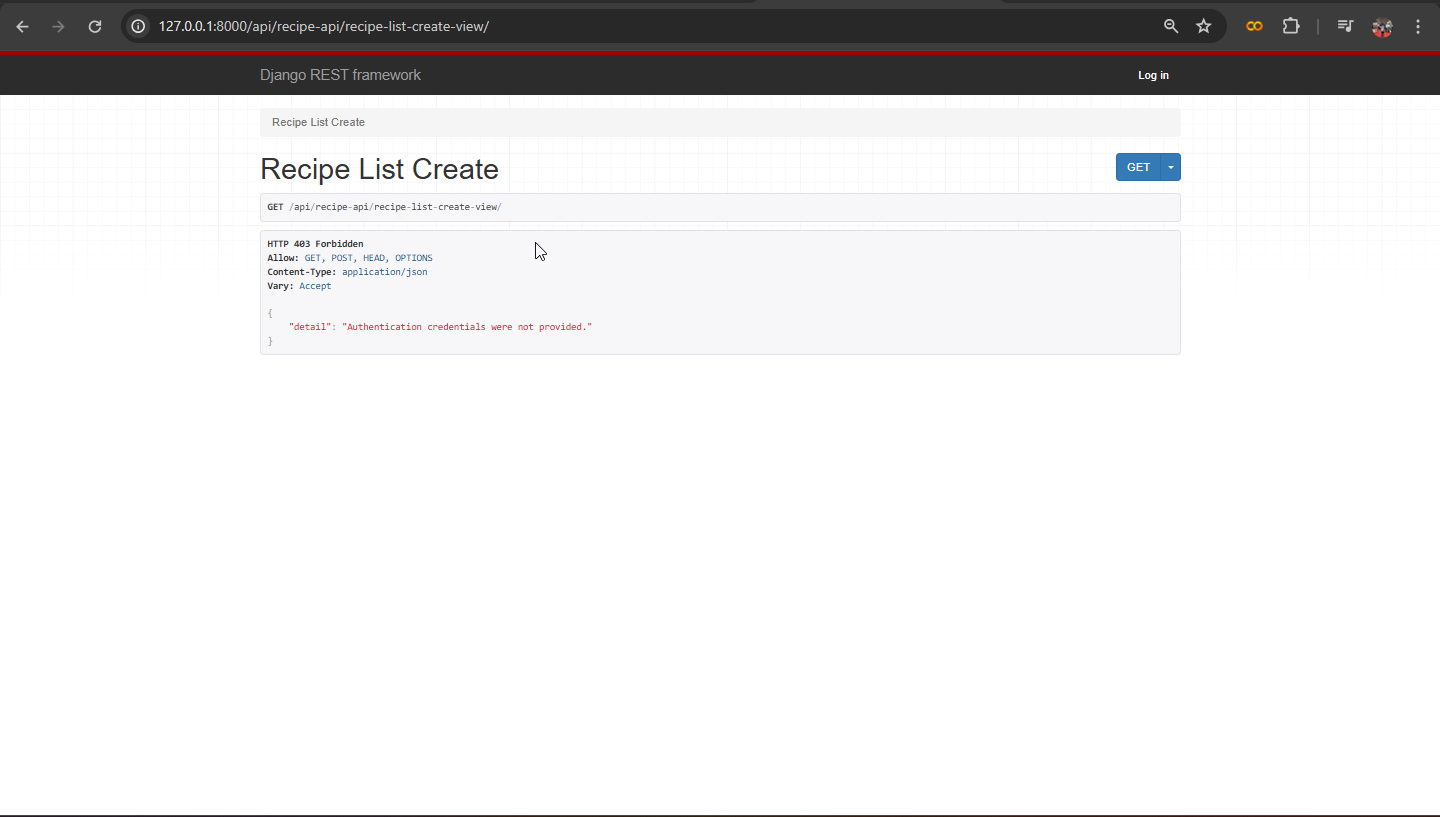 127.0.0.1:8000/api/recipe-api/recipe-list-create-view/
Django REST framework
Log in
Recipe List Create
Recipe List Create
GET
GET /api/recipe-api/recipe-list-create-view/
HTTP 403 Forbidden
Allow: GET, POST, HEAD, OPTIONS
Content-Type: application/json
Vary: Accept
{
    "detail": "Authentication credentials were not provided."
}